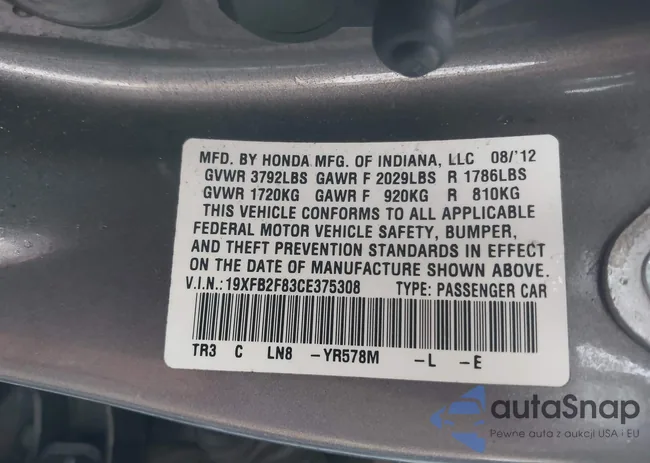 MFD. BY HONDA MFG. OF INDIANA, LLC 08/'12
GVWR 3792LBS GAWR F 2029LBS R 1786LBS
GVWR 1720KG GAWR F 920KG R 810KG
THIS VEHICLE CONFORMS TO ALL APPLICABLE
FEDERAL MOTOR VEHICLE SAFETY, BUMPER,
AND THEFT PREVENTION STANDARDS IN EFFECT
ON THE DATE OF MANUFACTURE SHOWN ABOVE.
V.I.N.:19XFB2F83CE375308 TYPE: PASSENGER CAR
TR3 C LN8 -YR578M -L -E
autaSnap
Pewne auta z aukcji USA i EU